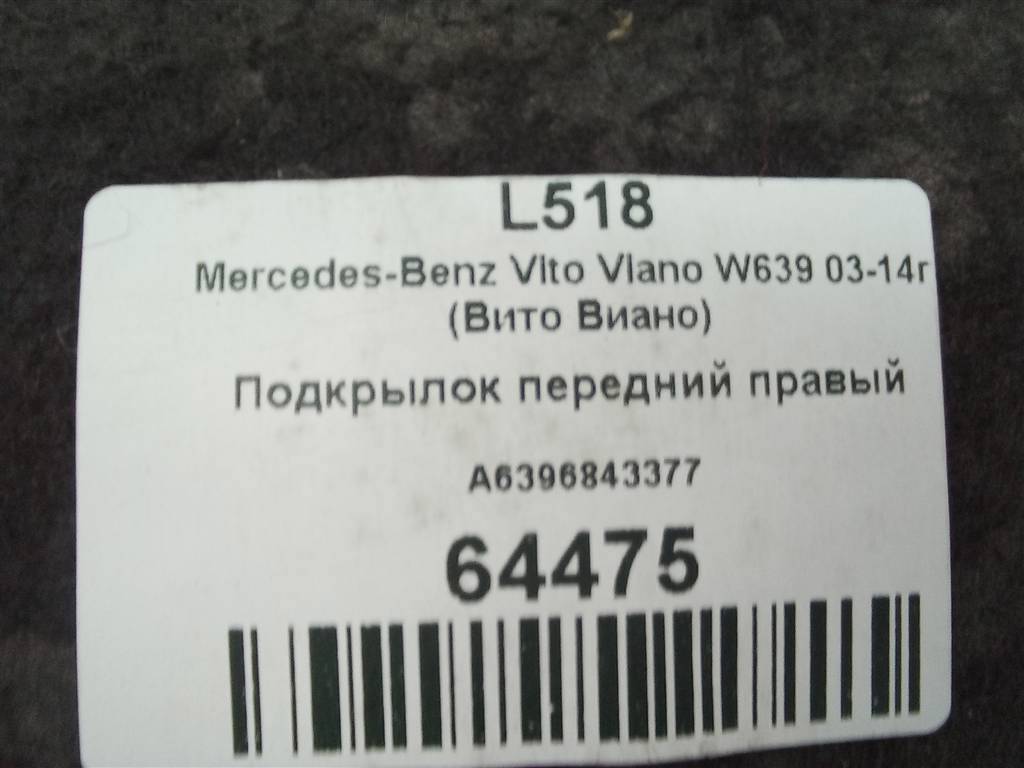 L518
Mercedes-Benz Vito Viano W639 03-14г
(Вито Виано)
Подкрылок передний правый
A6396843377
64475